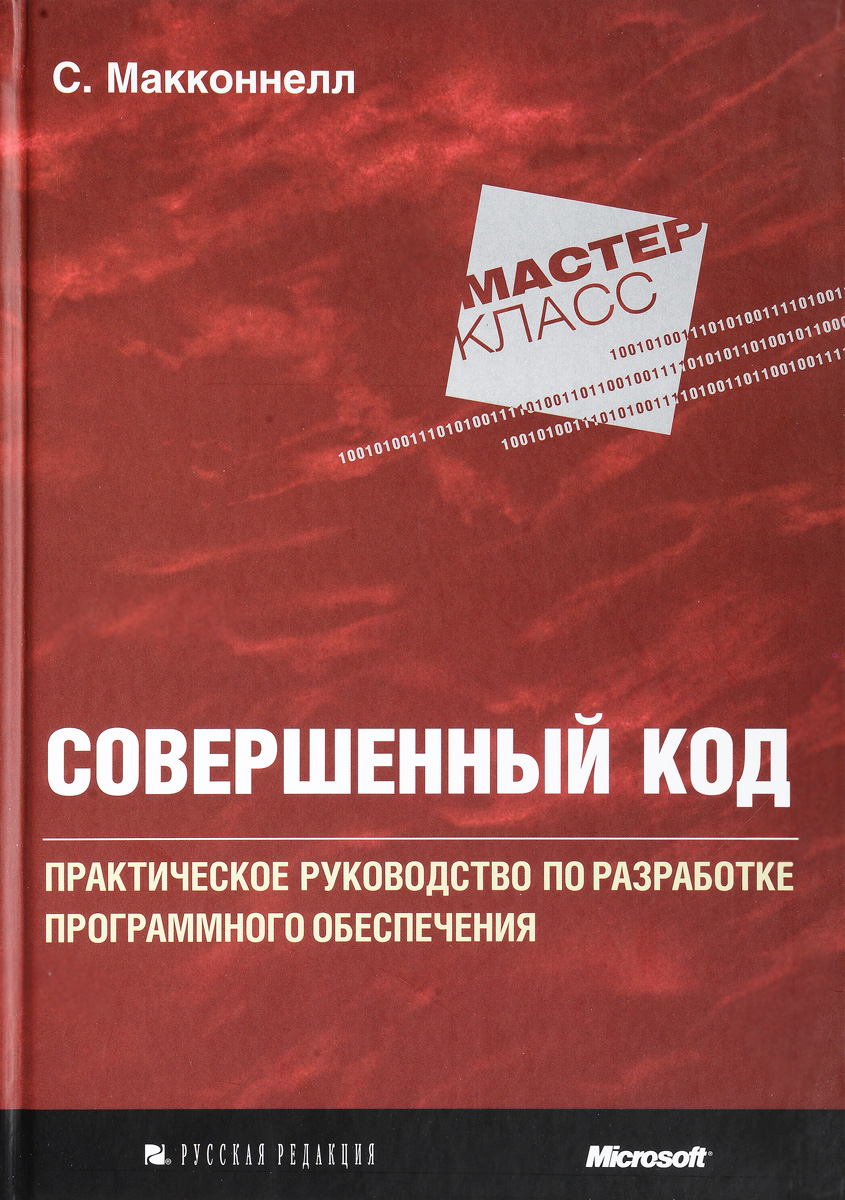 С. Макконнелл
МАСТЕР
КЛАСС
СОВЕРШЕННЫЙ КОД
ПРАКТИЧЕСКОЕ РУКОВОДСТВО ПО РАЗРАБОТКЕ
ПРОГРАММНОГО ОБЕСПЕЧЕНИЯ
РУССКАЯ РЕДАКЦИЯ
Microsoft